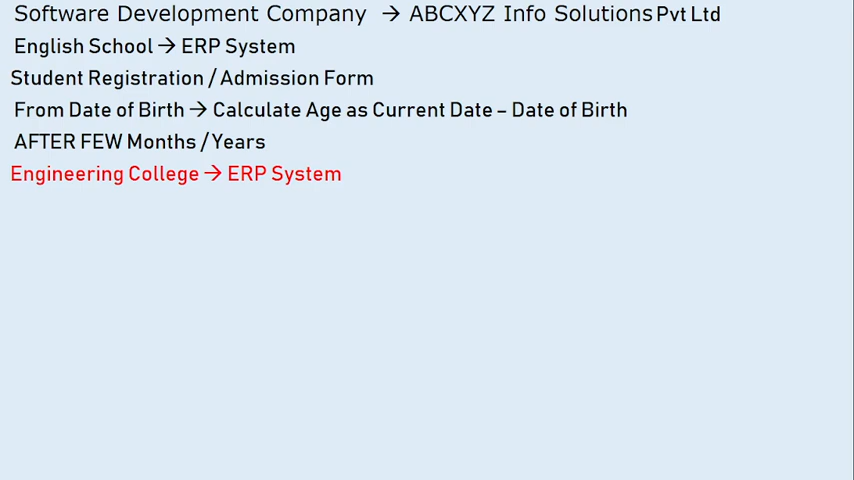 Software Development Company → ABCXYZ Info Solutions Pvt Ltd
English School → ERP System
Student Registration / Admission Form
From Date of Birth → Calculate Age as Current Date – Date of Birth
AFTER FEW Months / Years
Engineering College → ERP System